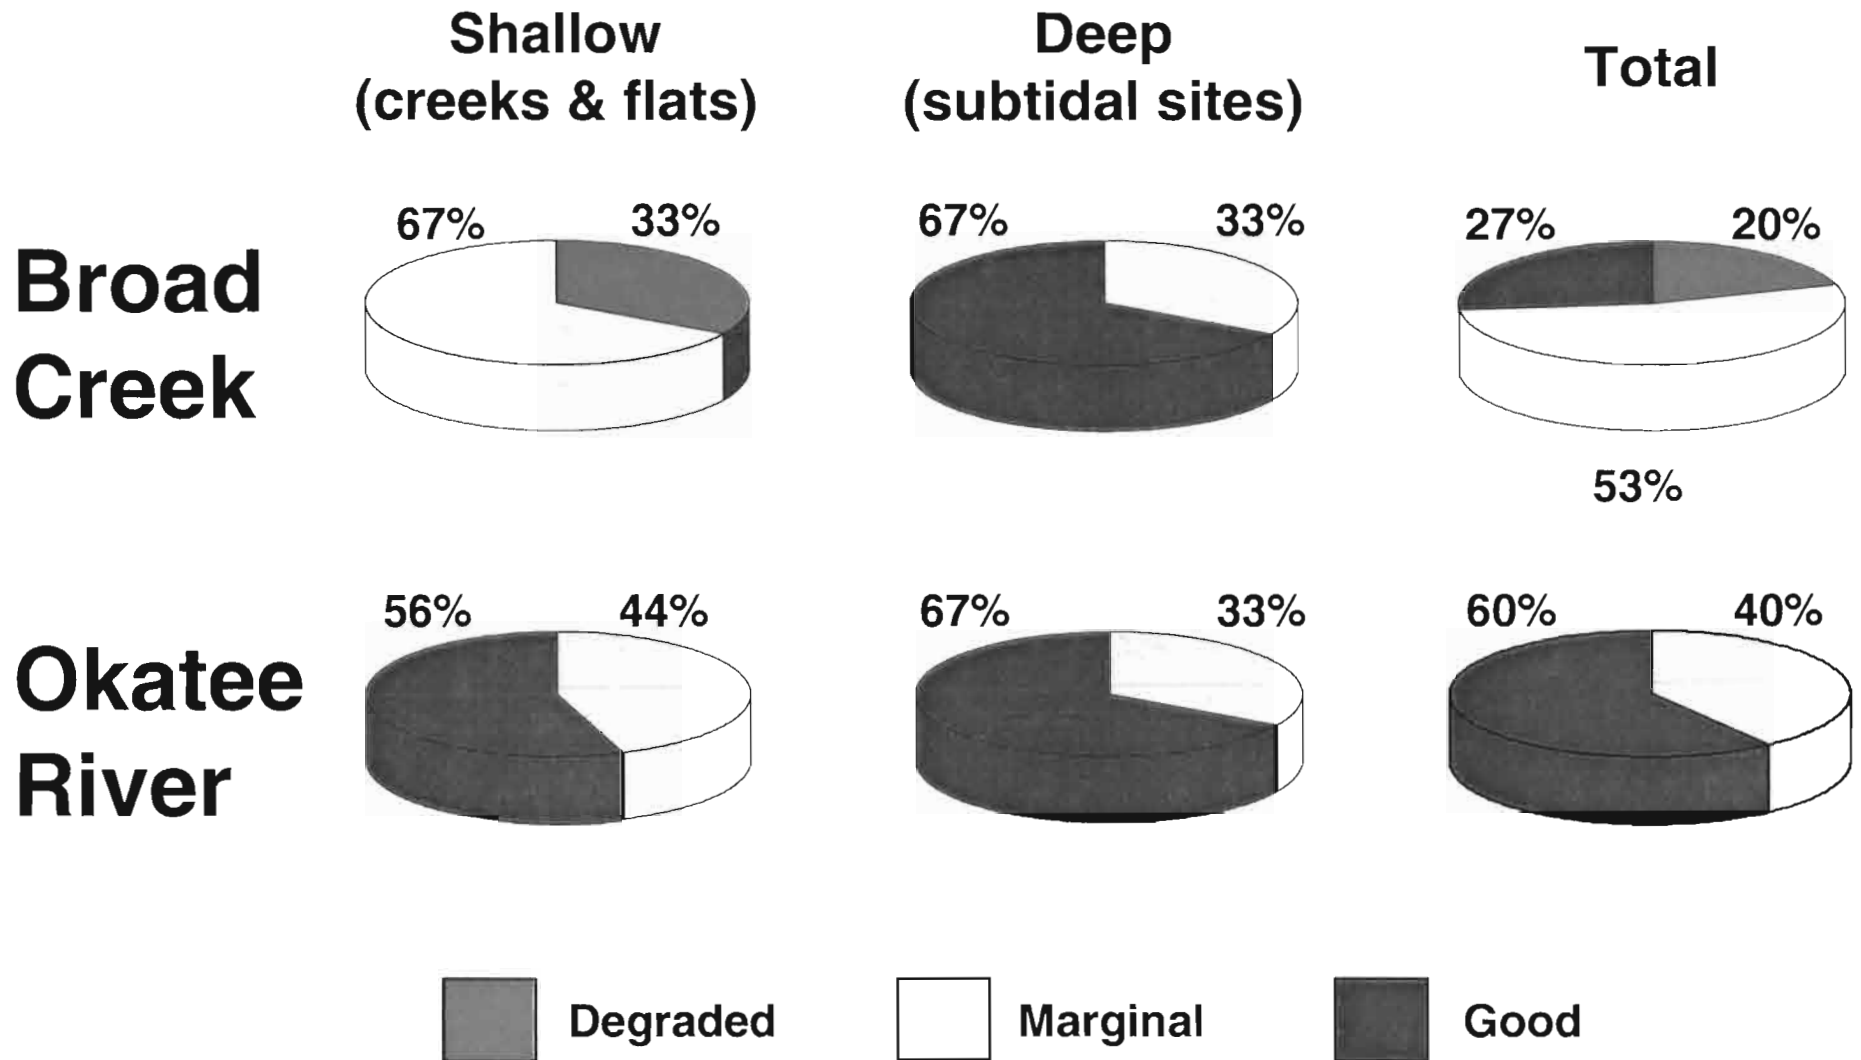 Shallow
(creeks & flats)
Deep
(subtidal sites)
Total
Broad
Creek
67%
33%
67%
33%
27%
20%
53%
Okatee
River
56%
44%
67%
33%
60%
40%
Degraded
Marginal
Good